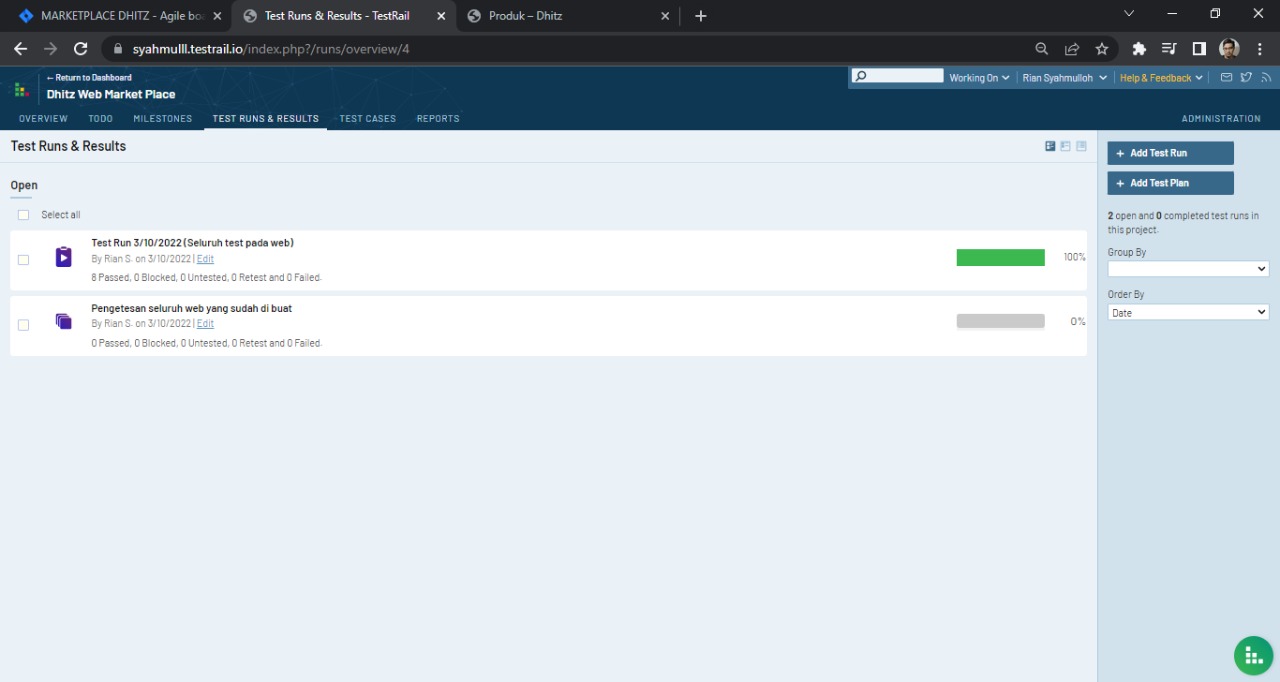 MARKETPLACE DHITZ - Agile boa
Test Runs & Results - TestRail
Produk – Dhitz
syahmulll.testrail.io/index.php?/runs/overview/4
← Return to Dashboard
Dhitz Web Market Place
Working On
Rian Syahmulloh
Help & Feedback
OVERVIEW
TODO
MILESTONES
TEST RUNS & RESULTS
TEST CASES
REPORTS
ADMINISTRATION
Test Runs & Results
Open
Select all
Test Run 3/10/2022 (Seluruh test pada web)
By Rian S. on 3/10/2022 | Edit
8 Passed, 0 Blocked, 0 Untested, 0 Retest and 0 Failed.
100%
Pengetesan seluruh web yang sudah di buat
By Rian S. on 3/10/2022 | Edit
0 Passed, 0 Blocked, 0 Untested, 0 Retest and 0 Failed.
0%
+ Add Test Run
+ Add Test Plan
2 open and 0 completed test runs in
this project.
Group By
Order By
Date